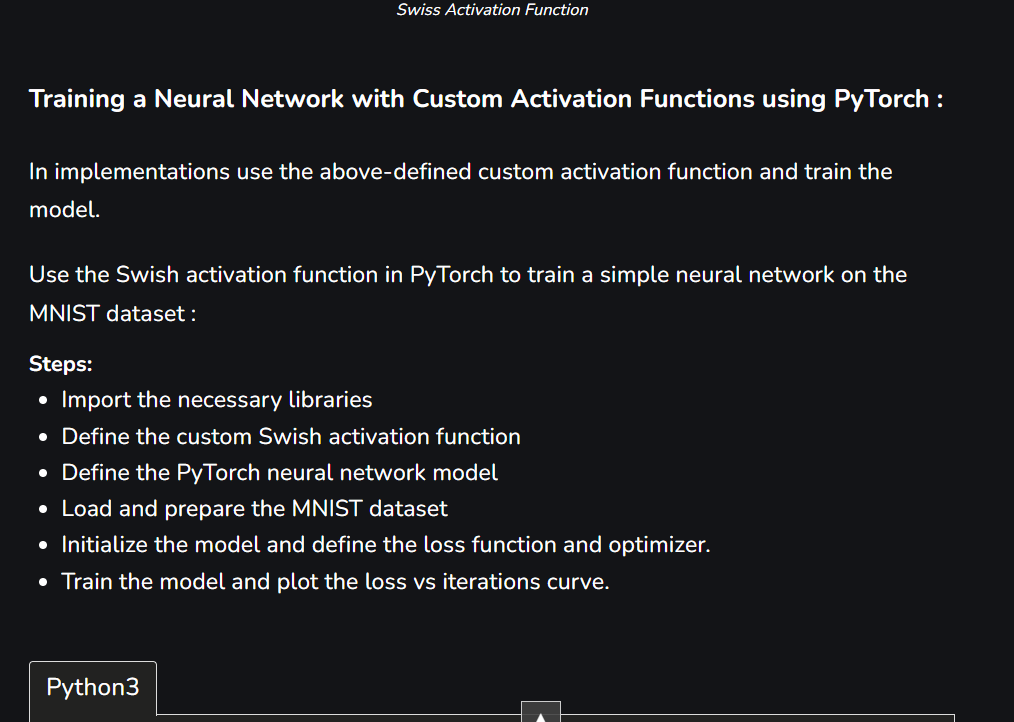 Swiss Activation Function
Training a Neural Network with Custom Activation Functions using PyTorch :
In implementations use the above-defined custom activation function and train the
model.
Use the Swish activation function in PyTorch to train a simple neural network on the
MNIST dataset :
Steps:
Import the necessary libraries
Define the custom Swish activation function
Define the PyTorch neural network model
Load and prepare the MNIST dataset
Initialize the model and define the loss function and optimizer.
Train the model and plot the loss vs iterations curve.
Python3